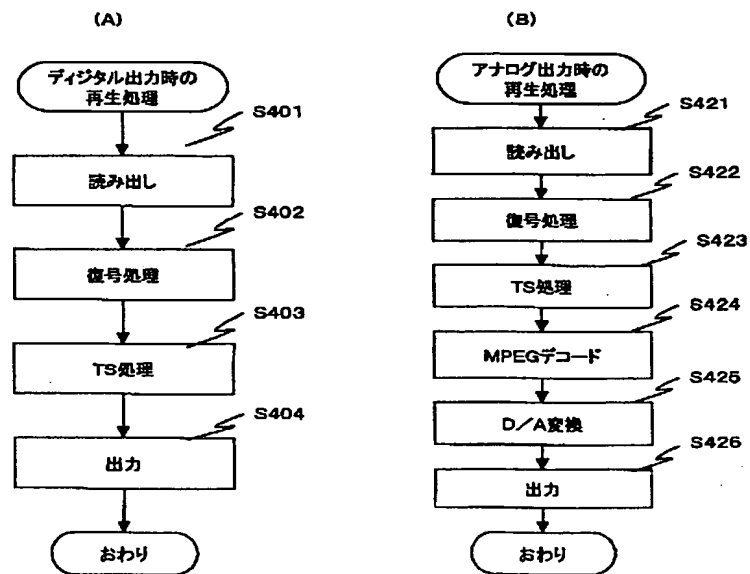 (A)
ディジタル出力時の
再生処理
S401
読み出し
S402
復号処理
S403
TS処理
S404
出力
おわり
(B)
アナログ出力時の
再生処理
S421
読み出し
S422
復号処理
S423
TS処理
S424
MPEGデコード
S425
D／A変換
S426
出力
おわり